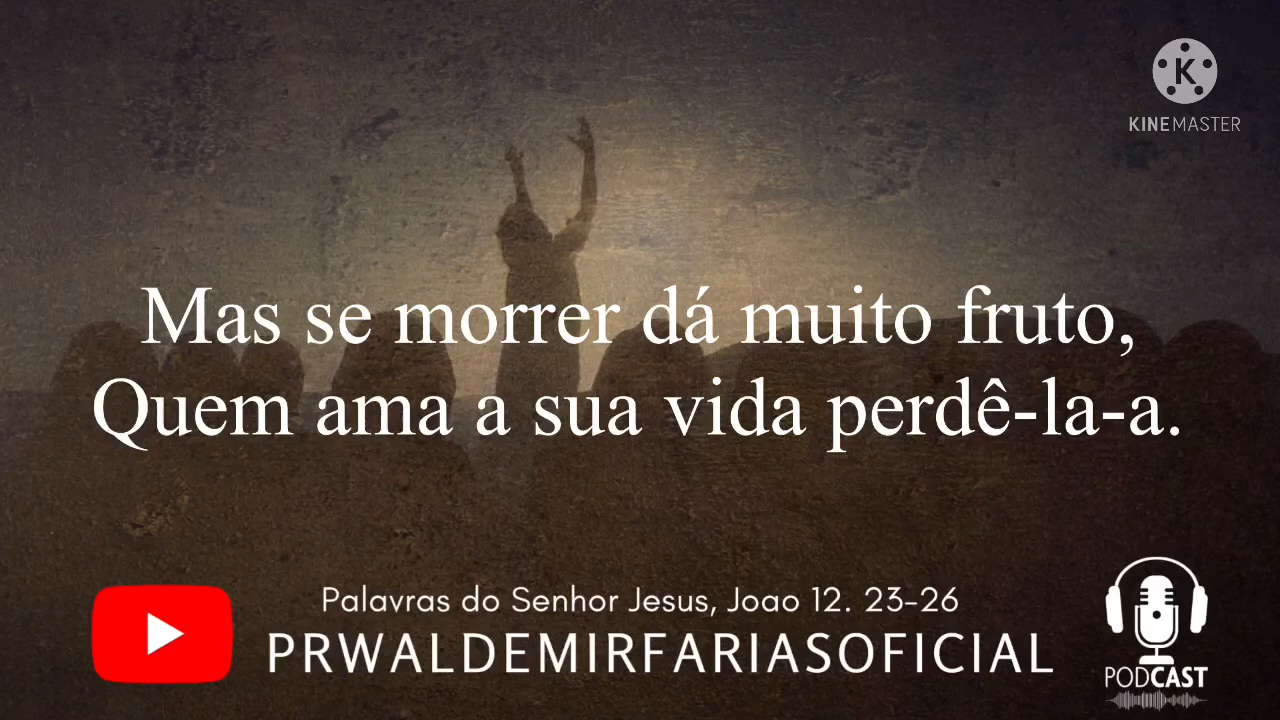 KINEMASTER
Mas se morrer dá muito fruto,
Quem ama a sua vida perdê-la-a.
Palavras do Senhor Jesus, Joao 12. 23-26
PRWALDEMIRFARIASOFICIAL
PODCAST